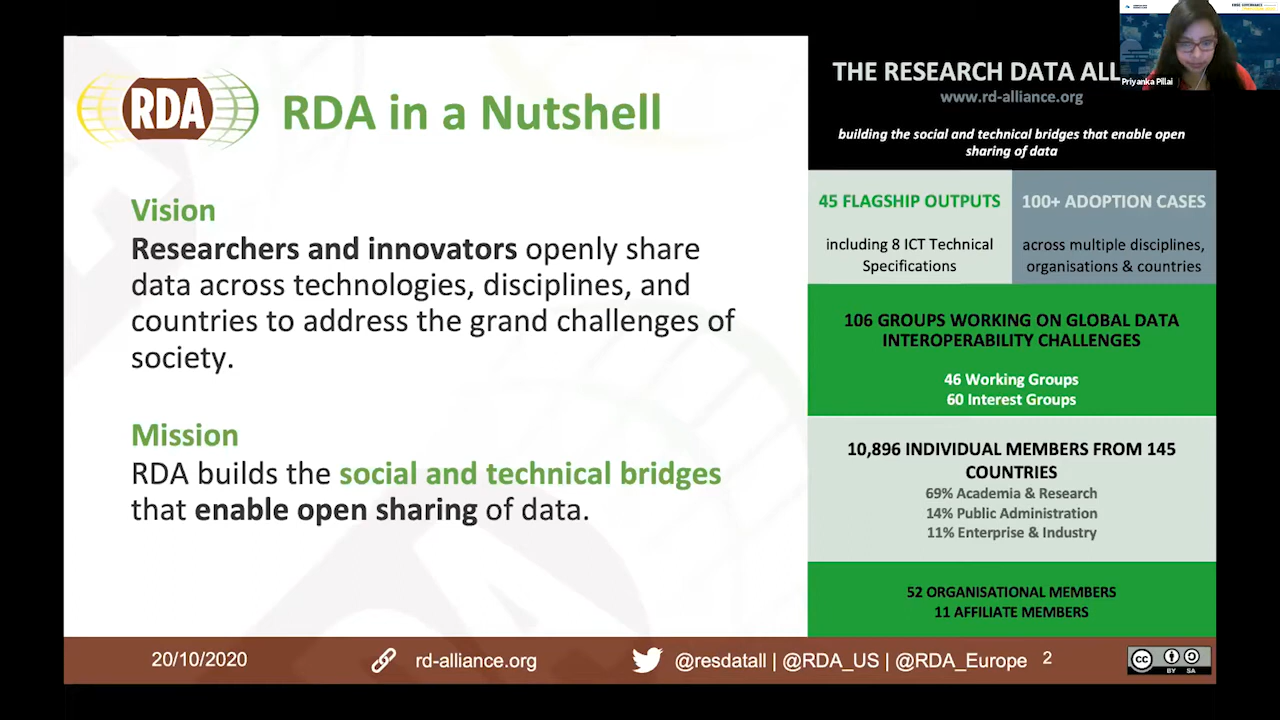 RDA
RDA in a Nutshell
Vision
Researchers and innovators openly share
data across technologies, disciplines, and
countries to address the grand challenges of
society.
Mission
RDA builds the social and technical bridges
that enable open sharing of data.
THE RESEARCH DATA ALL
www.rd-alliance.org
building the social and technical bridges that enable open
sharing of data
45 FLAGSHIP OUTPUTS
including 8 ICT Technical
Specifications
100+ ADOPTION CASES
across multiple disciplines,
organisations & countries
106 GROUPS WORKING ON GLOBAL DATA
INTEROPERABILITY CHALLENGES
46 Working Groups
60 Interest Groups
10,896 INDIVIDUAL MEMBERS FROM 145
COUNTRIES
69% Academia & Research
14% Public Administration
11% Enterprise & Industry
52 ORGANISATIONAL MEMBERS
11 AFFILIATE MEMBERS
Priyanka Pillai
20/10/2020
rd-alliance.org
@resdatall | @RDA_US | @RDA_Europe
2
cc
BY SA